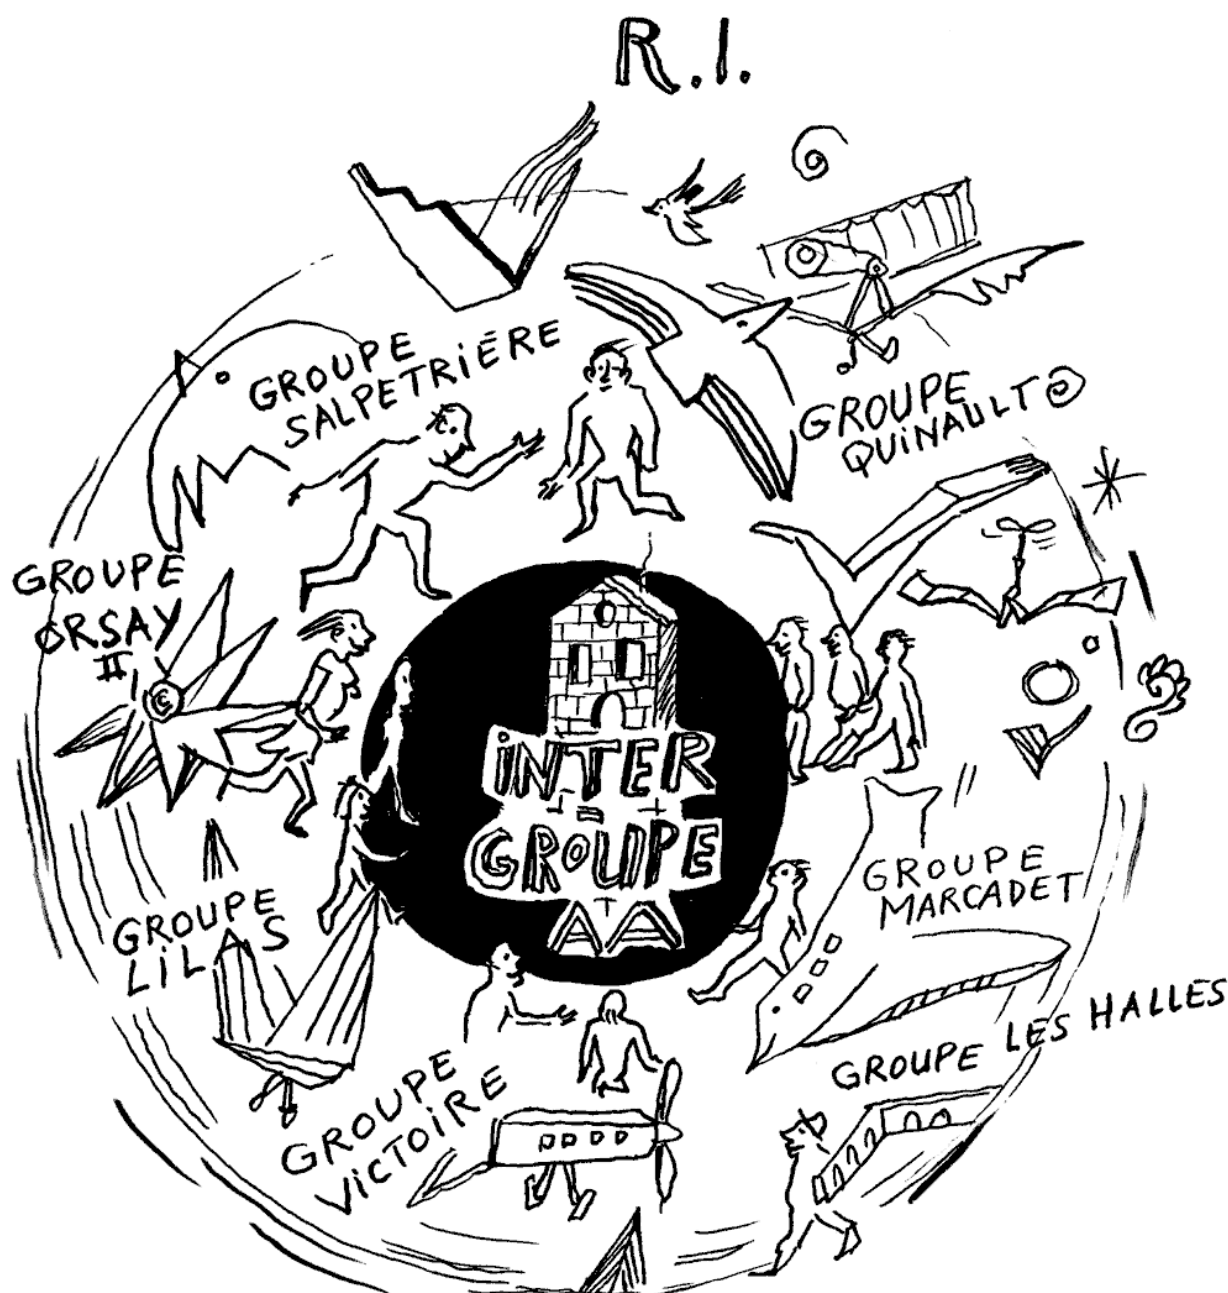 R.I.
GROUPE
SALPETRIÈRE
GROUPE
QUINAULT
GROUPE
ORSAY
II
INTER
GROUPE
AA
GROUPE
MARCADET
GROUPE
LILAS
GROUPE LES HALLES
GROUPE
VICTOIRE